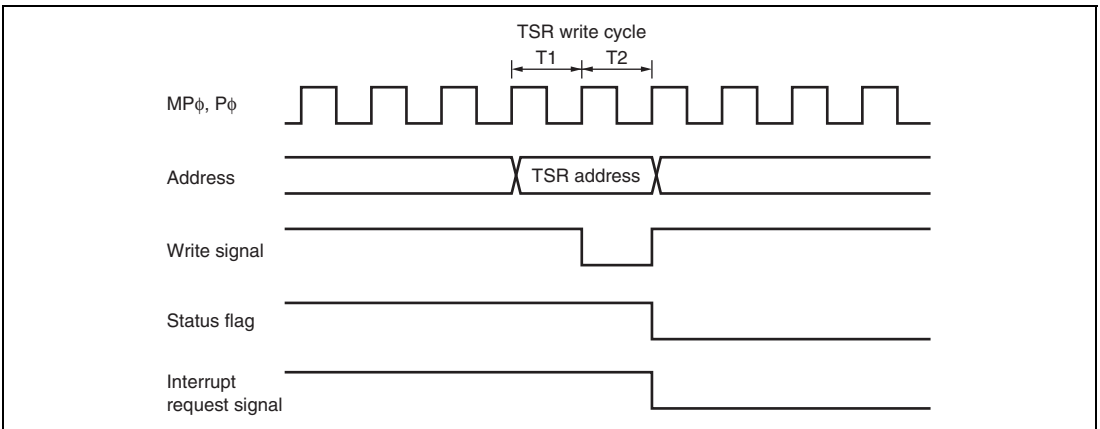 TSR write cycle
T1 T2
MPϕ, Pϕ
Address
TSR address
Write signal
Status flag
Interrupt
request signal